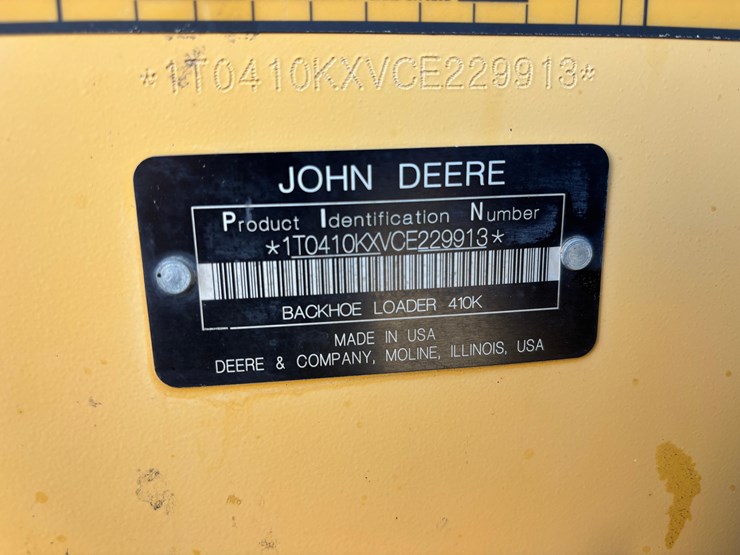 *1T0410KXVCE229913*
JOHN DEERE
Product Identification Number
*1T0410KXVCE229913*
BACKHOE LOADER 410K
MADE IN USA
DEERE & COMPANY, MOLINE, ILLINOIS, USA